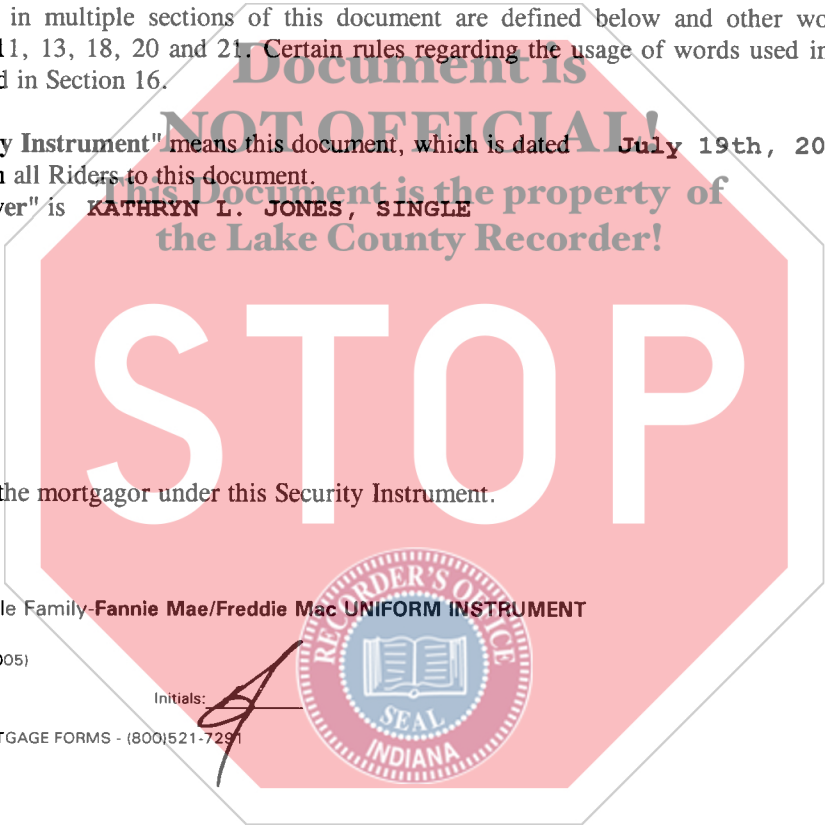 in multiple sections of this document are defined below and other wo
11, 13, 18, 20 and 21. Certain rules regarding the usage of words used in
d in Section 16.
Document is
NOT OFFICIAL!
y Instrument" means this document, which is dated July 19th, 20
n all Riders to this document.
This Document is the property of
ver" is KATHRYN L. JONES, SINGLE
the Lake County Recorder!
STOP
the mortgagor under this Security Instrument.
le Family-Fannie Mae/Freddie Mac UNIFORM INSTRUMENT
005)
Initials:
TGAGE FORMS - (800)521-7291
RECORDER'S OFFICE
SEAL
INDIANA